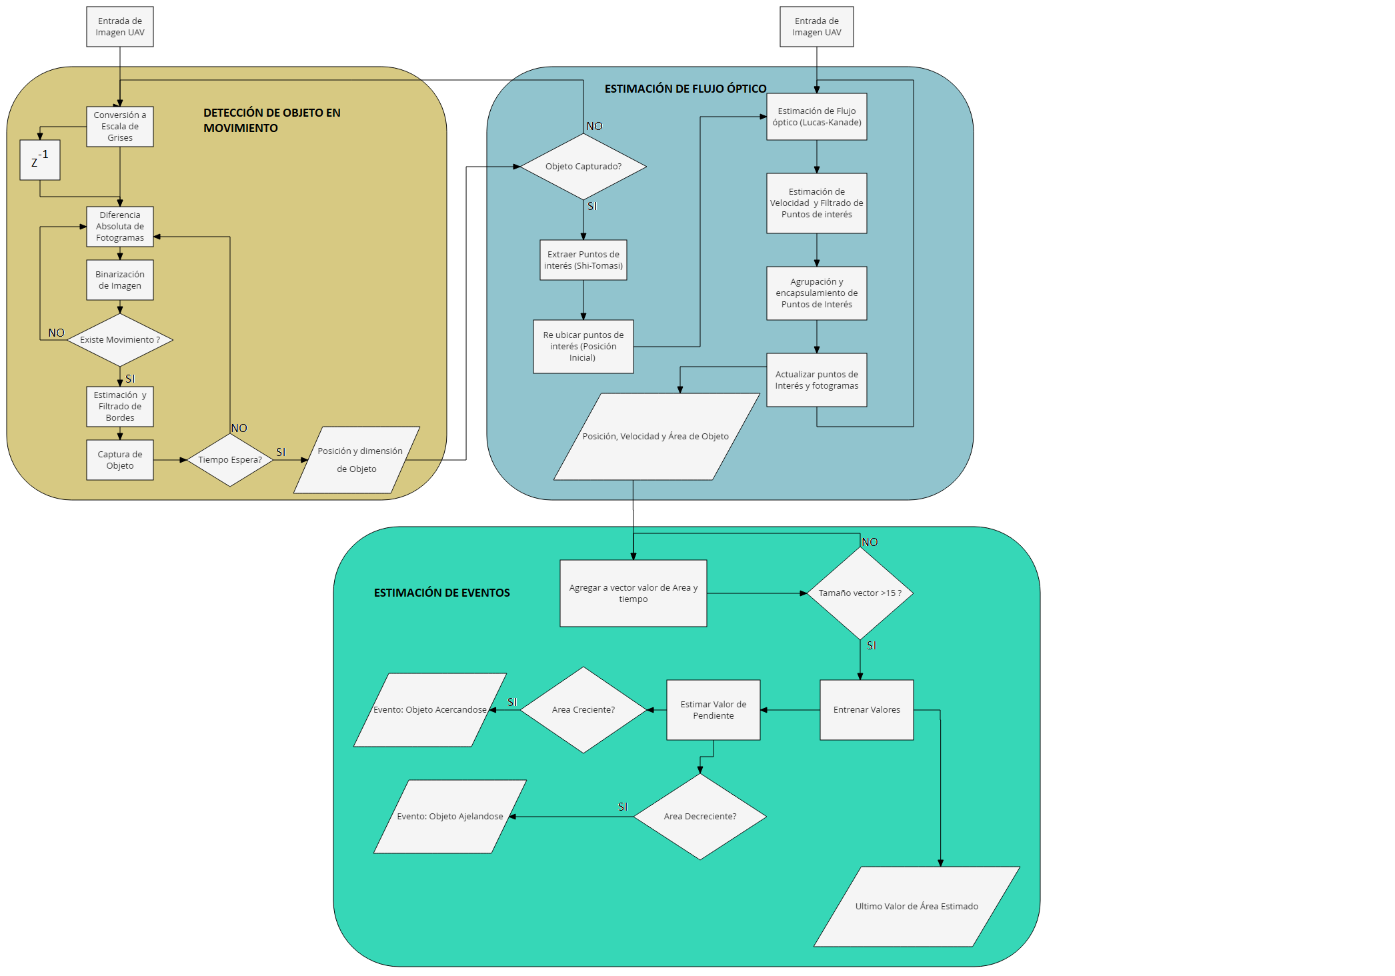 Entrada de
Imagen UAV
Entrada de
Imagen UAV
DETECCIÓN DE OBJETO EN
MOVIMIENTO
Conversión a
Escala de
Grises
Z-1
Diferencia
Absoluta de
Fotogramas
Binarización
de Imagen
NO
Existe Movimiento ?
SI
Estimación y
Filtrado de
Bordes
Captura de
Objeto
NO
Tiempo Espera?
SI
Posición y dimensión
de Objeto
ESTIMACIÓN DE FLUJO ÓPTICO
NO
Objeto Capturado?
SI
Extraer Puntos de
interés (Shi-Tomasi)
Re ubicar puntos de
interés (Posición
Inicial)
Estimación de Flujo
óptico (Lucas-Kanade)
Estimación de
Velocidad y Filtrado de
Puntos de interés
Agrupación y
encapsulamiento de
Puntos de Interés
Actualizar puntos de
Interés y fotogramas
Posición, Velocidad y Área de Objeto
ESTIMACIÓN DE EVENTOS
Agregar a vector valor de Area y
tiempo
NO
Tamaño vector >15 ?
SI
Entrenar Valores
Estimar Valor de
Pendiente
Area Creciente?
SI
Evento: Objeto Acercandose
Area Decreciente?
SI
Evento: Objeto Ajelandose
Ultimo Valor de Área Estimado